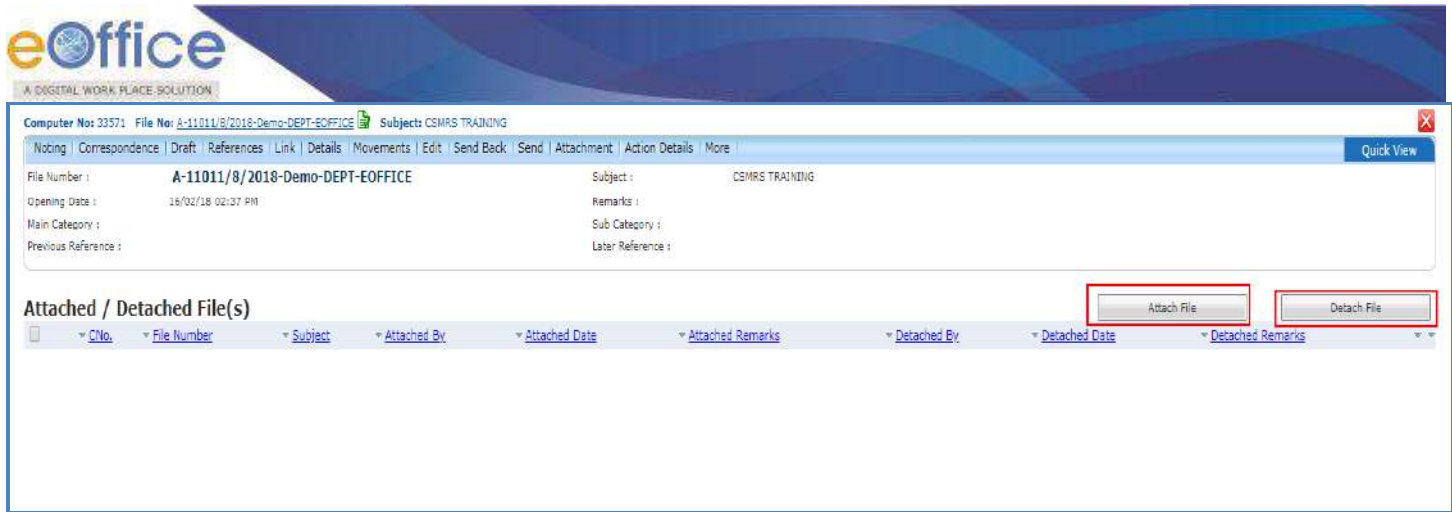 eOffice
A DIGITAL WORK PLACE SOLUTION
Computer No: 33571 File No: A-11011/8/2018-Demo-DEPT-EOFFICE Subject: CSMRS TRAINING
Noting | Correspondence | Draft | References | Link | Details | Movements | Edit | Send Back | Send | Attachment | Action Details | More
Quick View
File Number : A-11011/8/2018-Demo-DEPT-EOFFICE Subject : CSMRS TRAINING
Opening Date : 16/02/18 02:37 PM Remarks :
Main Category : Sub Category :
Previous Reference : Later Reference :
Attached / Detached File(s) Attach File Detach File
CNo. File Number Subject Attached By Attached Date Attached Remarks Detached By Detached Date Detached Remarks